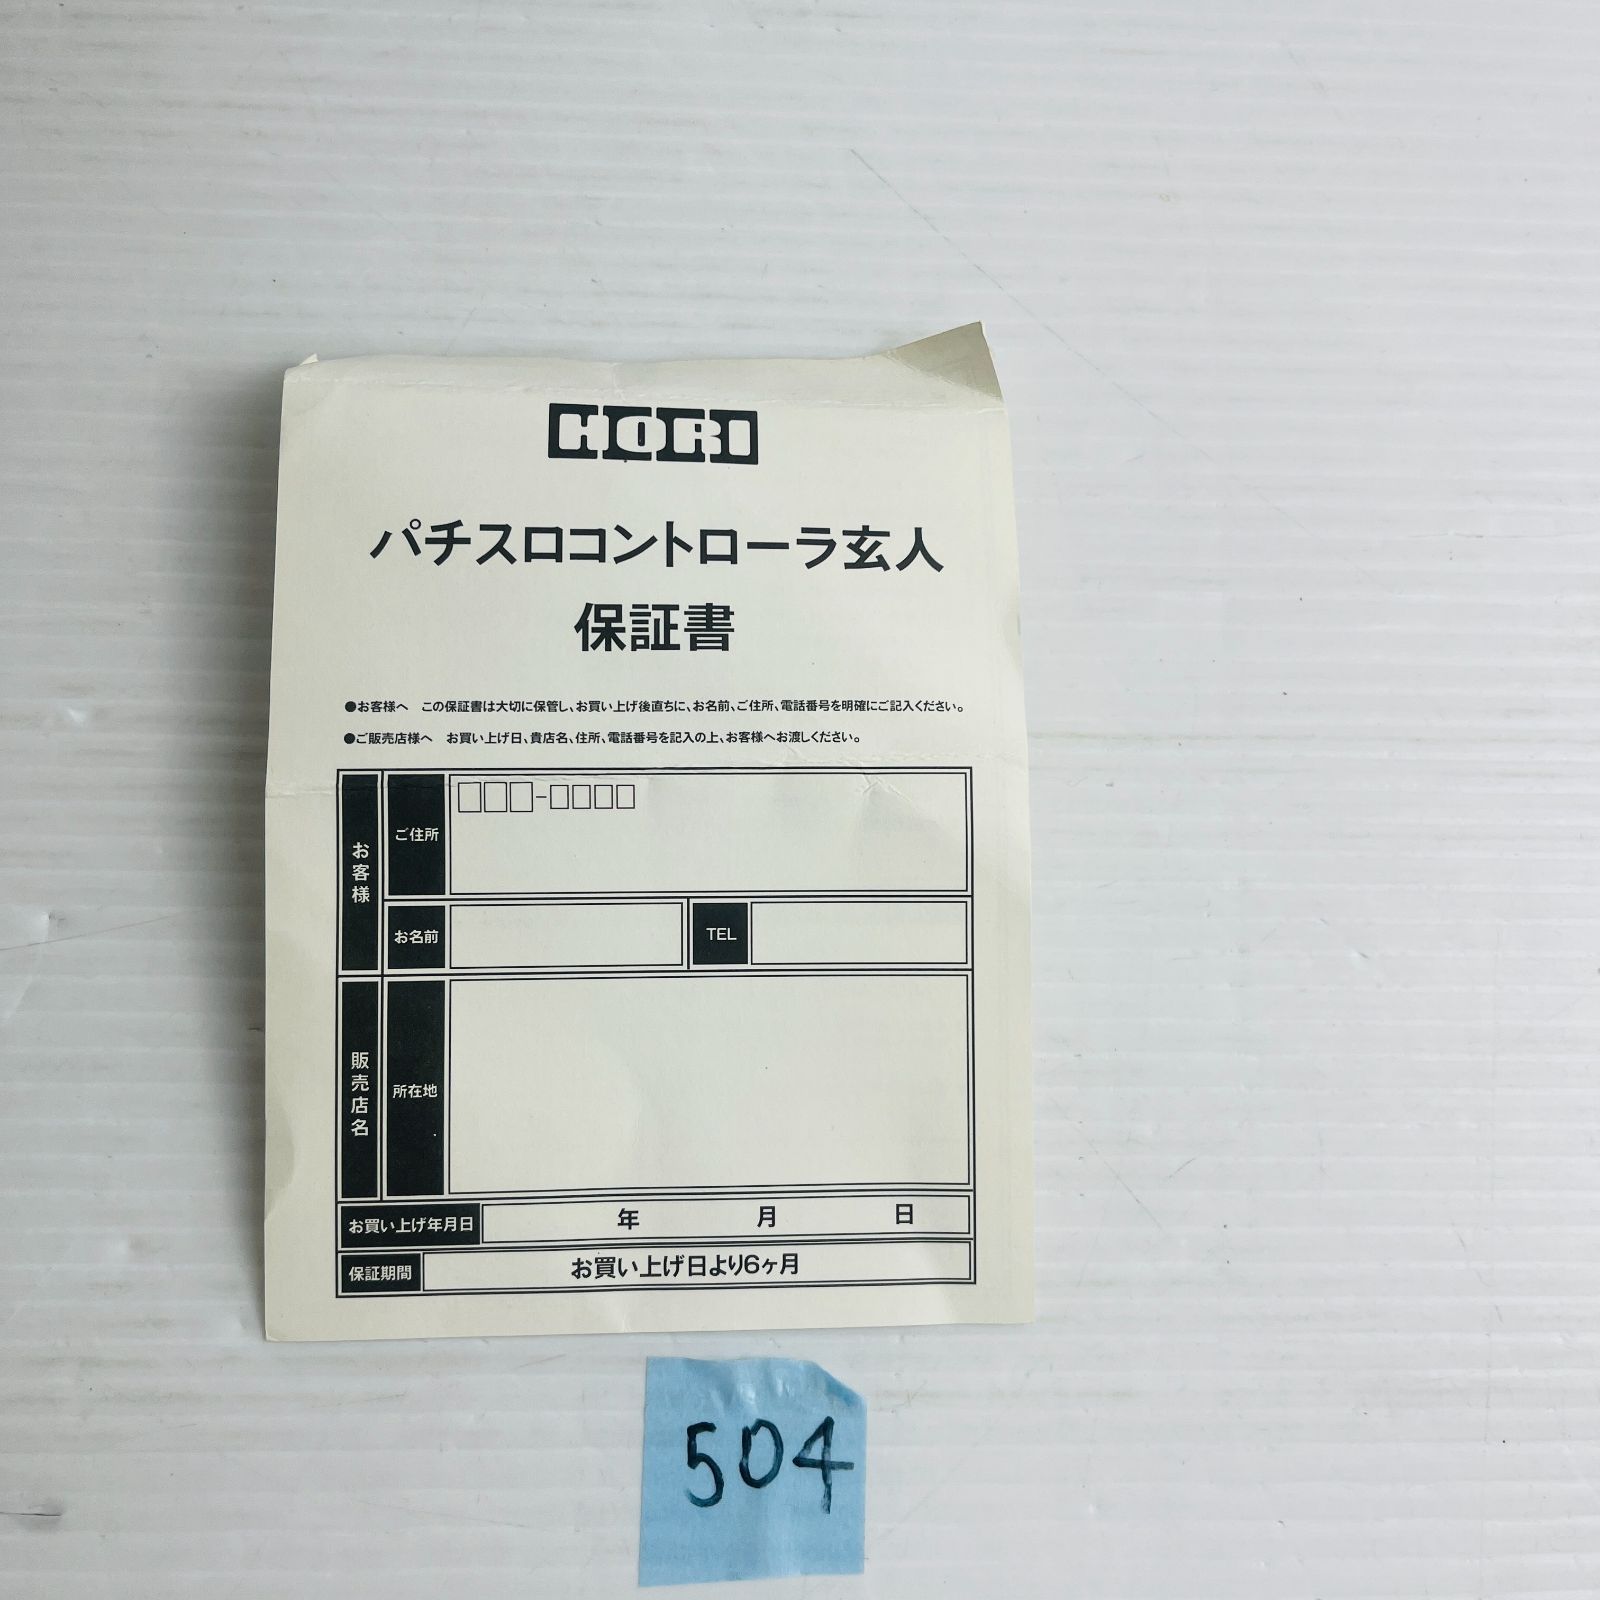 HORI
パチスロコントローラ玄人
保証書
●お客様へ　この保証書は大切に保管し、お買い上げ後直ちに、お名前、ご住所、電話番号を明確にご記入ください。
●ご販売店様へ　お買い上げ日、貴店名、住所、電話番号を記入の上、お客様へお渡しください。
お客様
ご住所
□□□-□□□□
お名前
TEL
販売店名
所在地
お買い上げ年月日　年　月　日
保証期間　お買い上げ日より6ヶ月
504